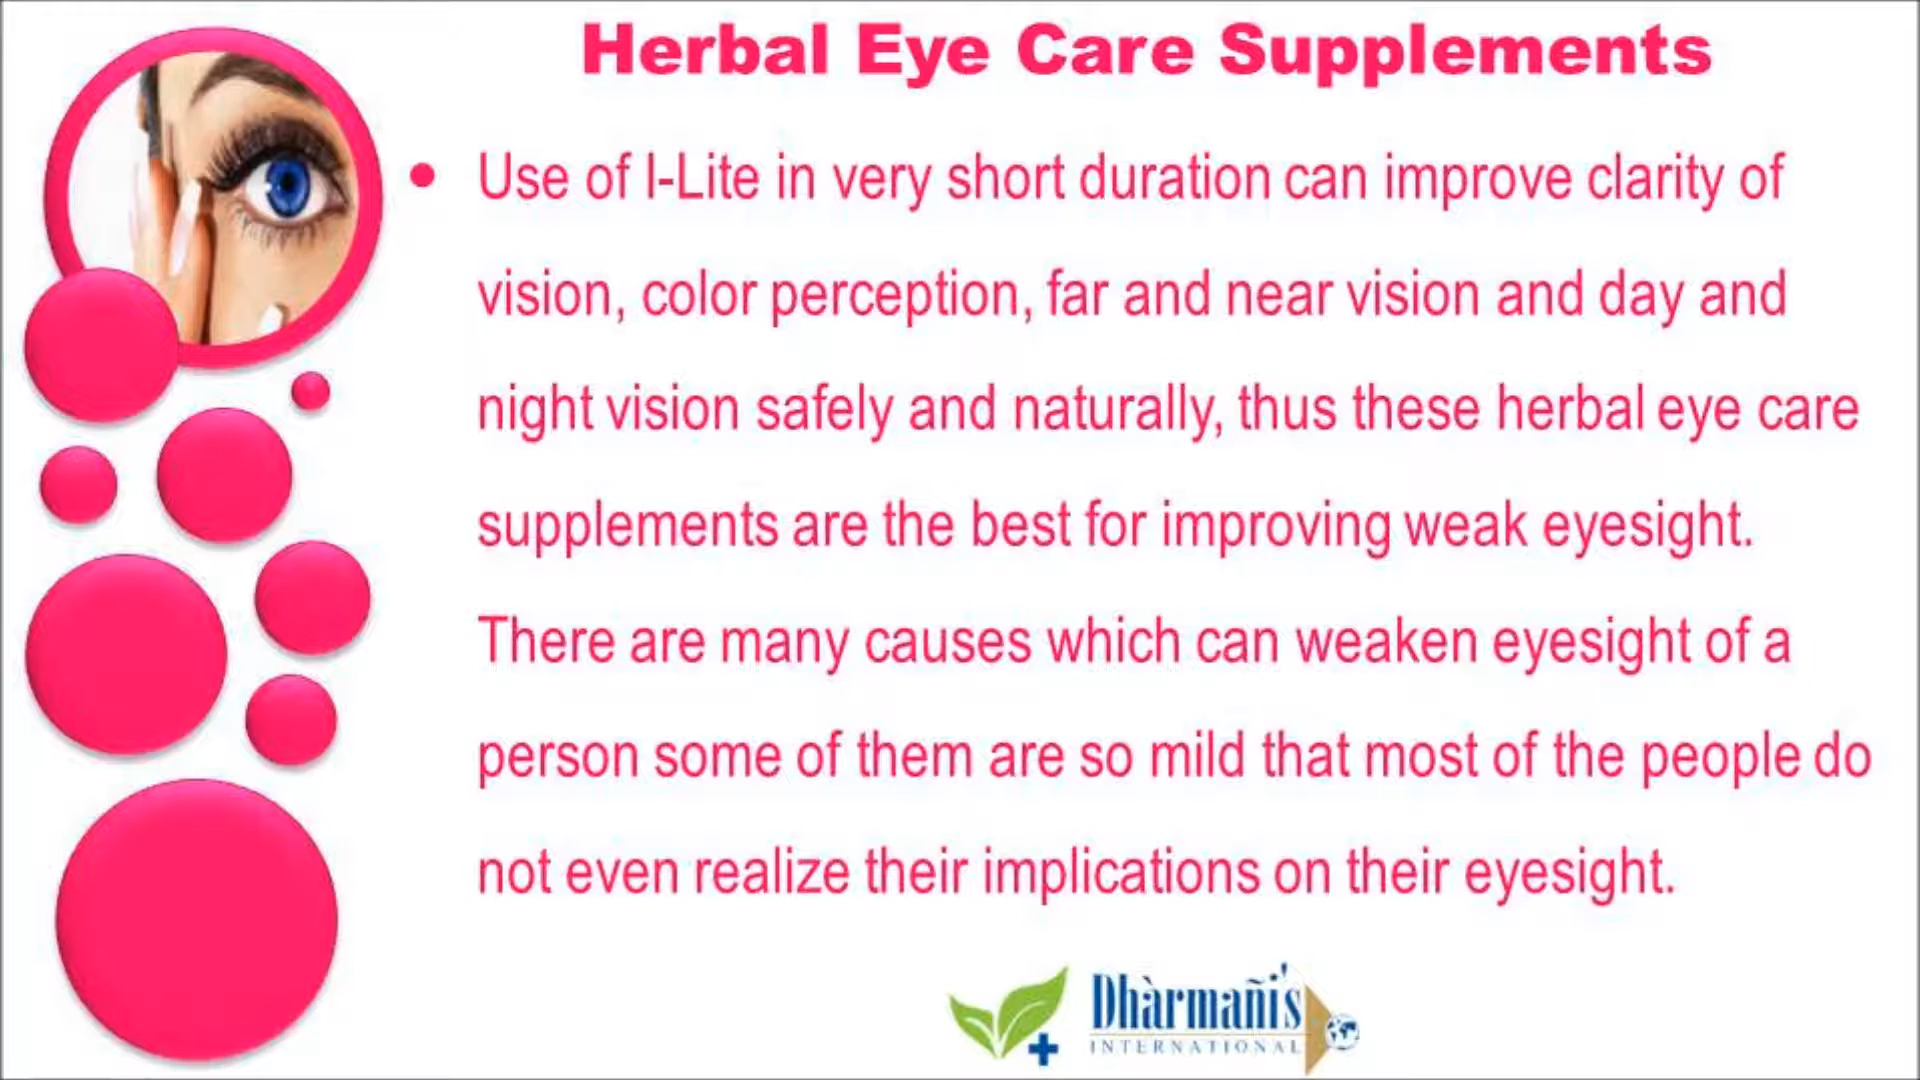 Herbal Eye Care Supplements
• Use of I-Lite in very short duration can improve clarity of
vision, color perception, far and near vision and day and
night vision safely and naturally, thus these herbal eye care
supplements are the best for improving weak eyesight.
There are many causes which can weaken eyesight of a
person some of them are so mild that most of the people do
not even realize their implications on their eyesight.
Dhàrmañi's
INTERNATIONAL